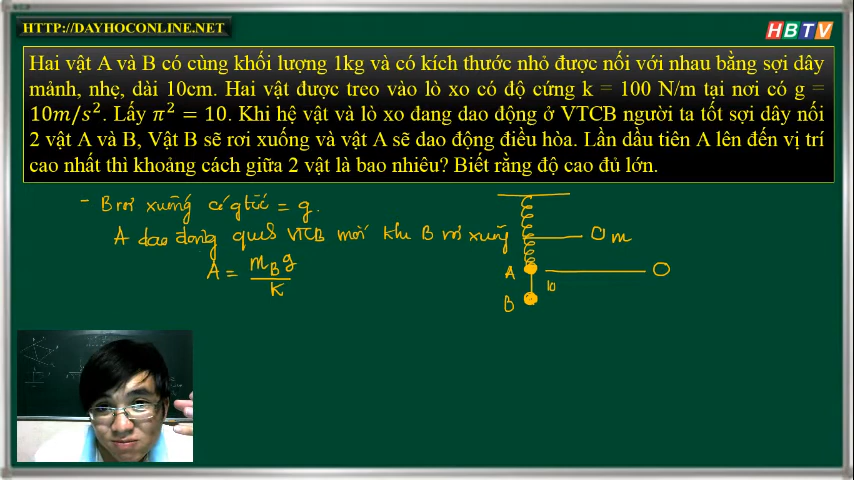 HTTP://DAYHOCONLINE.NET
HBTV
Hai vật A và B có cùng khối lượng 1kg và có kích thước nhỏ được nối với nhau bằng sợi dây
mảnh, nhẹ, dài 10cm. Hai vật được treo vào lò xo có độ cứng k = 100 N/m tại nơi có g =
10m/s². Lấy π² = 10. Khi hệ vật và lò xo đang dao động ở VTCB người ta tốt sợi dây nối
2 vật A và B, Vật B sẽ rơi xuống và vật A sẽ dao động điều hòa. Lần đầu tiên A lên đến vị trí
cao nhất thì khoảng cách giữa 2 vật là bao nhiêu? Biết rằng độ cao đủ lớn.
- B rơi xuống có gtốc = g.
A dao động quanh VTCB mới khi B rơi xuống
A = m_B g / K
O m
A
O
10
B